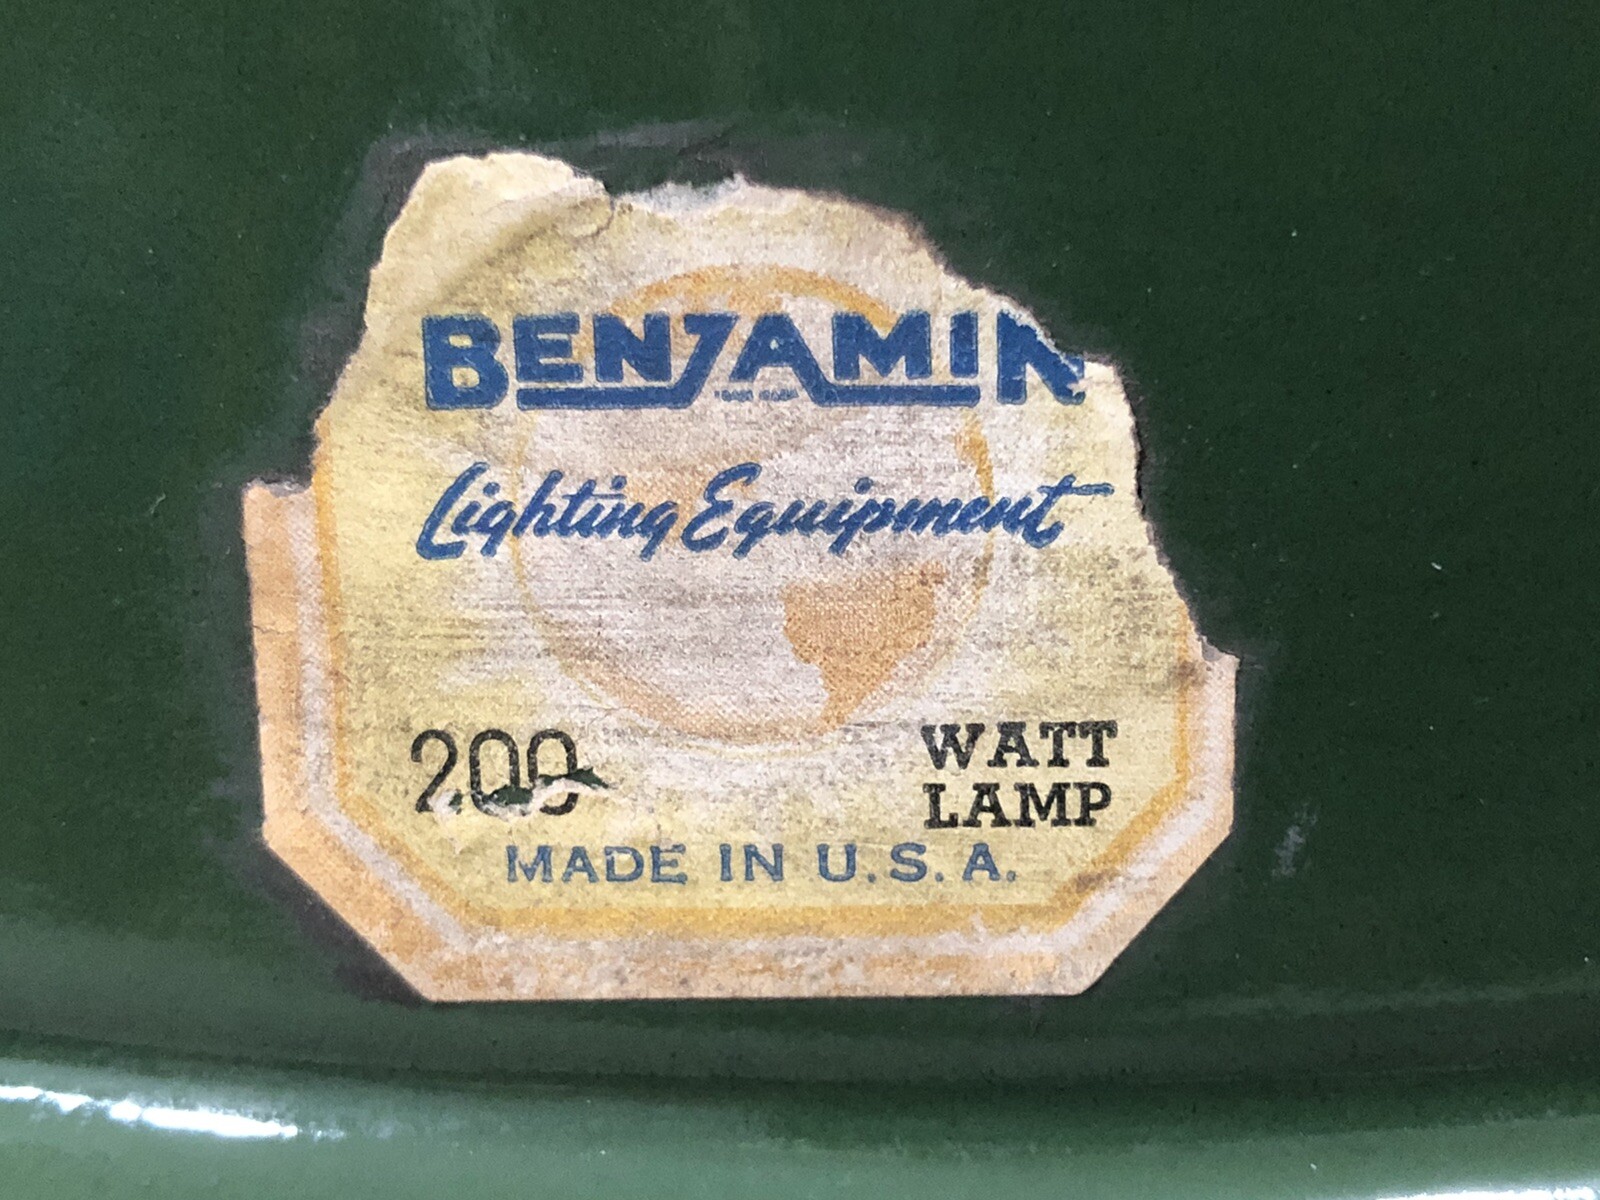 BENJAMIN
Lighting Equipment
200 WATT LAMP
MADE IN U.S.A.